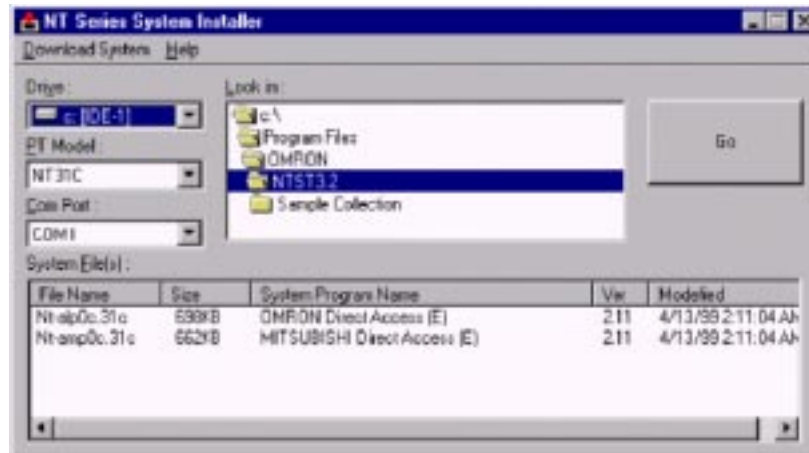 NT Series System Installer
Download System Help
Drive:
c: [IDE-1]
PT Model:
NT31C
Com Port:
COM1
Look in:
c:\
Program Files
OMRON
NTST3.2
Sample Collection
Go
System File(s):
File Name Size System Program Name Ver Modefied
Nt-alp0c.31c 698KB OMRON Direct Access (E) 2.11 4/13/99 2:11:04 AM
Nt-amp0c.31c 662KB MITSUBISHI Direct Access (E) 2.11 4/13/99 2:11:04 AM